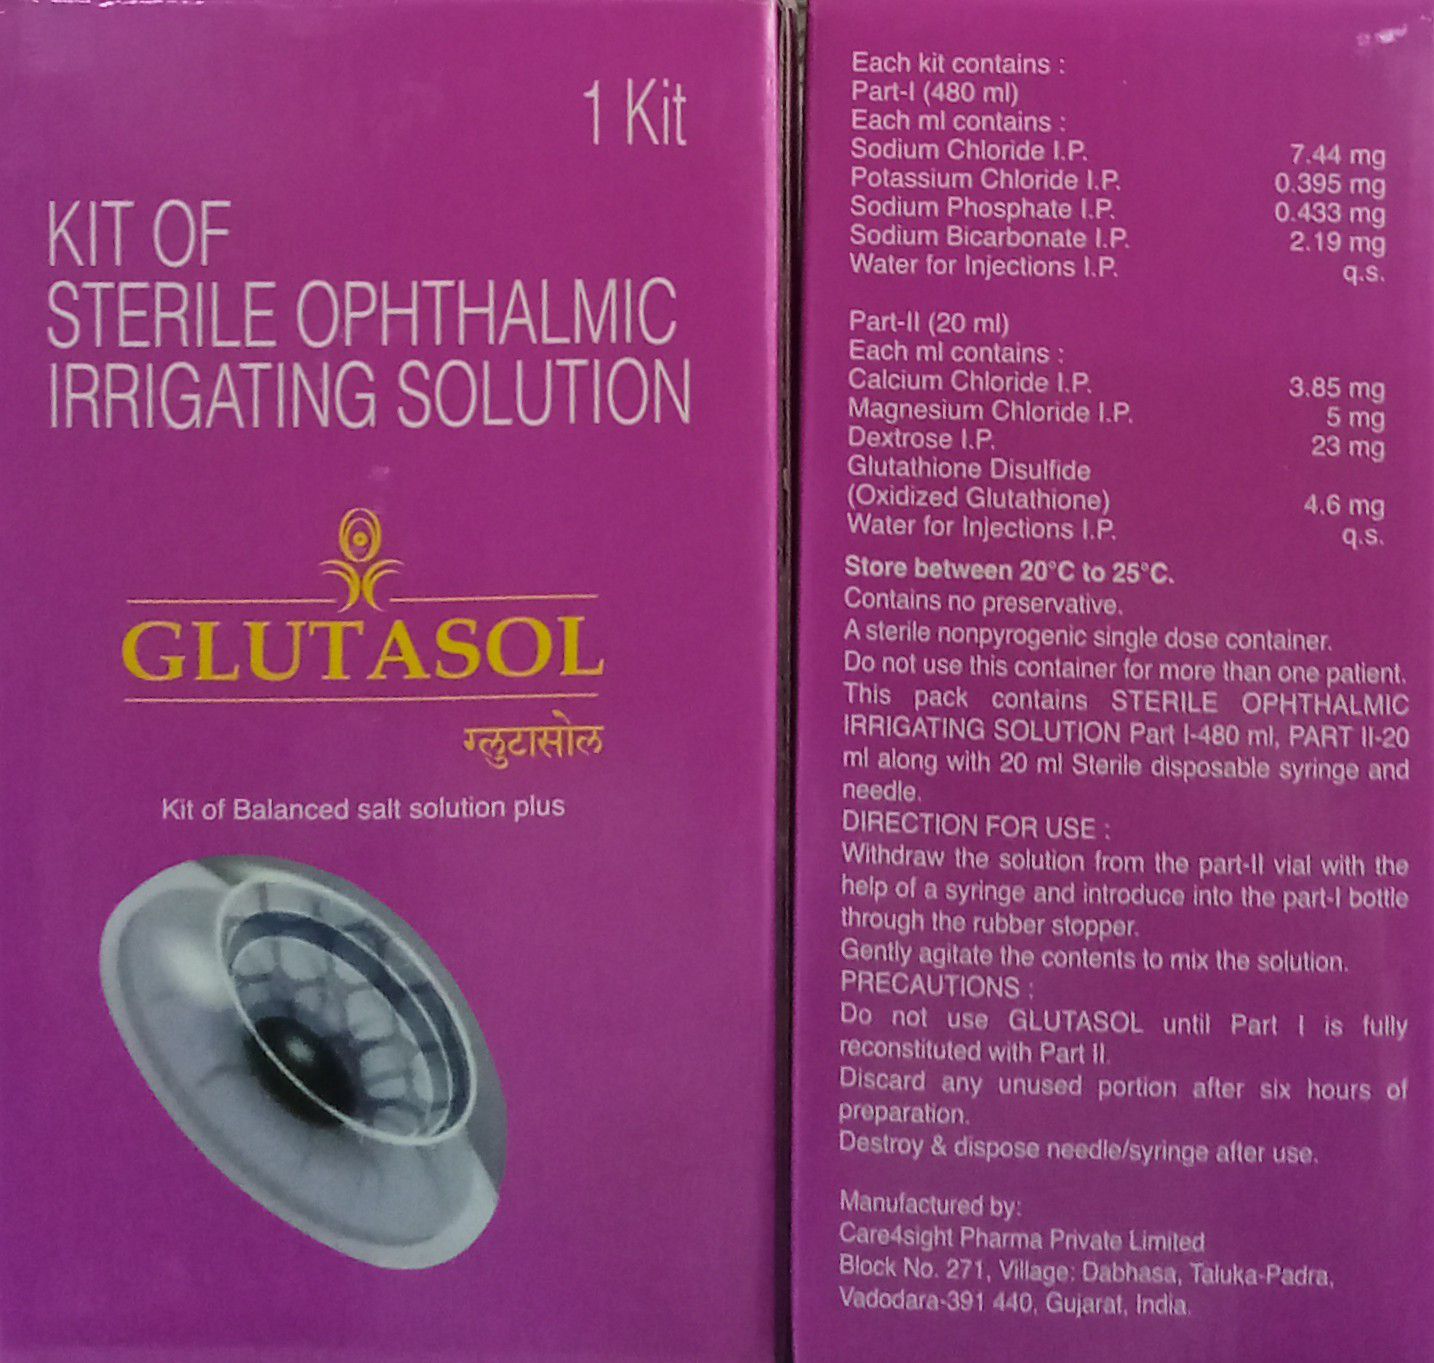 1 Kit
KIT OF
STERILE OPHTHALMIC
IRRIGATING SOLUTION
GLUTASOL
ग्लुटासोल
Kit of Balanced salt solution plus
Each kit contains :
Part-I (480 ml)
Each ml contains :
Sodium Chloride I.P. 7.44 mg
Potassium Chloride I.P. 0.395 mg
Sodium Phosphate I.P. 0.433 mg
Sodium Bicarbonate I.P. 2.19 mg
Water for Injections I.P. q.s.
Part-II (20 ml)
Each ml contains :
Calcium Chloride I.P. 3.85 mg
Magnesium Chloride I.P. 5 mg
Dextrose I.P. 23 mg
Glutathione Disulfide
(Oxidized Glutathione) 4.6 mg
Water for Injections I.P. q.s.
Store between 20°C to 25°C.
Contains no preservative.
A sterile nonpyrogenic single dose container.
Do not use this container for more than one patient.
This pack contains STERILE OPHTHALMIC
IRRIGATING SOLUTION Part I-480 ml, PART II-20
ml along with 20 ml Sterile disposable syringe and
needle.
DIRECTION FOR USE :
Withdraw the solution from the part-II vial with the
help of a syringe and introduce into the part-I bottle
through the rubber stopper.
Gently agitate the contents to mix the solution.
PRECAUTIONS :
Do not use GLUTASOL until Part I is fully
reconstituted with Part II.
Discard any unused portion after six hours of
preparation.
Destroy & dispose needle/syringe after use.
Manufactured by:
Care4sight Pharma Private Limited
Block No. 271, Village: Dabhasa, Taluka-Padra,
Vadodara-391 440, Gujarat, India.